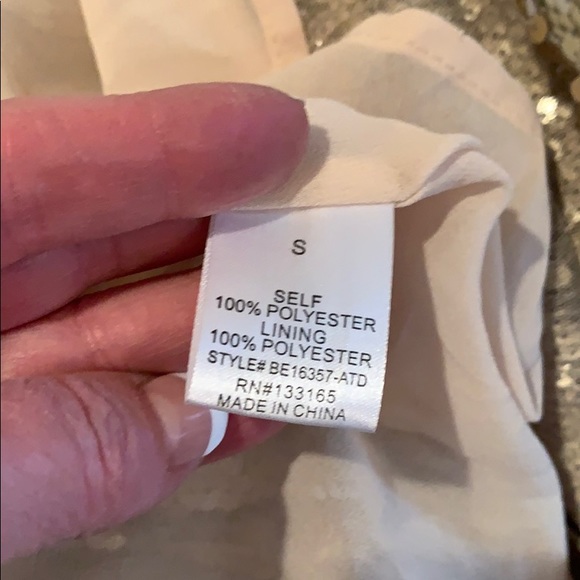 S
SELF
100% POLYESTER
LINING
100% POLYESTER
STYLE# BE16357-ATD
RN#133165
MADE IN CHINA